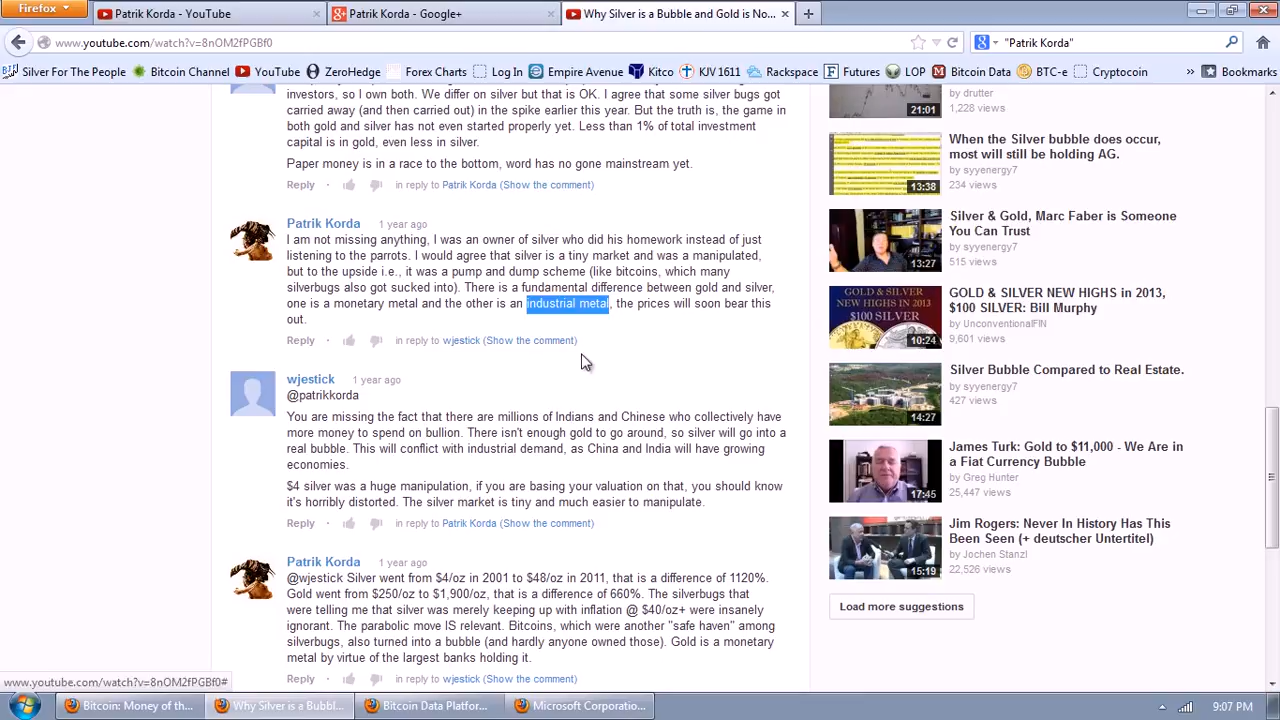 Firefox
Patrik Korda - YouTube
Patrik Korda - Google+
Why Silver is a Bubble and Gold is No...
www.youtube.com/watch?v=8nOM2fPGBf0
"Patrik Korda"
Silver For The People
Bitcoin Channel
YouTube
ZeroHedge
Forex Charts
Log In
Empire Avenue
Kitco
KJV 1611
Rackspace
Futures
LOP
Bitcoin Data
BTC-e
Cryptocoin
»
Bookmarks
investors, so I own both. We differ on silver but that is OK. I agree that some silver bugs got
carried away (and then carried out) in the spike earlier this year. But the truth is, the game in
both gold and silver has not even started properly yet. Less than 1% of total investment
capital is in gold, even less in silver.
Paper money is in a race to the bottom, word has no gone mainstream yet.
Reply · in reply to Patrik Korda (Show the comment)
Patrik Korda 1 year ago
I am not missing anything, I was an owner of silver who did his homework instead of just
listening to the parrots. I would agree that silver is a tiny market and was a manipulated,
but to the upside i.e., it was a pump and dump scheme (like bitcoins, which many
silverbugs also got sucked into). There is a fundamental difference between gold and silver,
one is a monetary metal and the other is an industrial metal, the prices will soon bear this
out.
Reply · in reply to wjestick (Show the comment)
wjestick 1 year ago
@patrikkorda
You are missing the fact that there are millions of Indians and Chinese who collectively have
more money to spend on bullion. There isn't enough gold to go around, so silver will go into a
real bubble. This will conflict with industrial demand, as China and India will have growing
economies.
$4 silver was a huge manipulation, if you are basing your valuation on that, you should know
it's horribly distorted. The silver market is tiny and much easier to manipulate.
Reply · in reply to Patrik Korda (Show the comment)
Patrik Korda 1 year ago
@wjestick Silver went from $4/oz in 2001 to $48/oz in 2011, that is a difference of 1120%.
Gold went from $250/oz to $1,900/oz, that is a difference of 660%. The silverbugs that
were telling me that silver was merely keeping up with inflation @ $40/oz+ were insanely
ignorant. The parabolic move IS relevant. Bitcoins, which were another "safe haven" among
silverbugs, also turned into a bubble (and hardly anyone owned those). Gold is a monetary
metal by virtue of the largest banks holding it.
Reply · in reply to wjestick (Show the comment)
by drutter
1,228 views
21:01
When the Silver bubble does occur,
most will still be holding AG.
by syyenergy7
234 views
13:38
Silver & Gold, Marc Faber is Someone
You Can Trust
by syyenergy7
515 views
13:27
GOLD & SILVER
NEW HIGHS IN 2013,
$100 SILVER
10:24
GOLD & SILVER NEW HIGHS in 2013,
$100 SILVER: Bill Murphy
by UnconventionalFIN
9,601 views
Silver Bubble Compared to Real Estate.
by syyenergy7
427 views
14:27
James Turk: Gold to $11,000 - We Are in
a Fiat Currency Bubble
by Greg Hunter
25,447 views
17:45
Jim Rogers: Never In History Has This
Been Seen (+ deutscher Untertitel)
by Jochen Stanzl
22,526 views
15:19
Load more suggestions
www.youtube.com/watch?v=8nOM2fPGBf0#
Bitcoin: Money of th...
Why Silver is a Bubbl...
Bitcoin Data Platfor...
Microsoft Corporatio...
9:07 PM